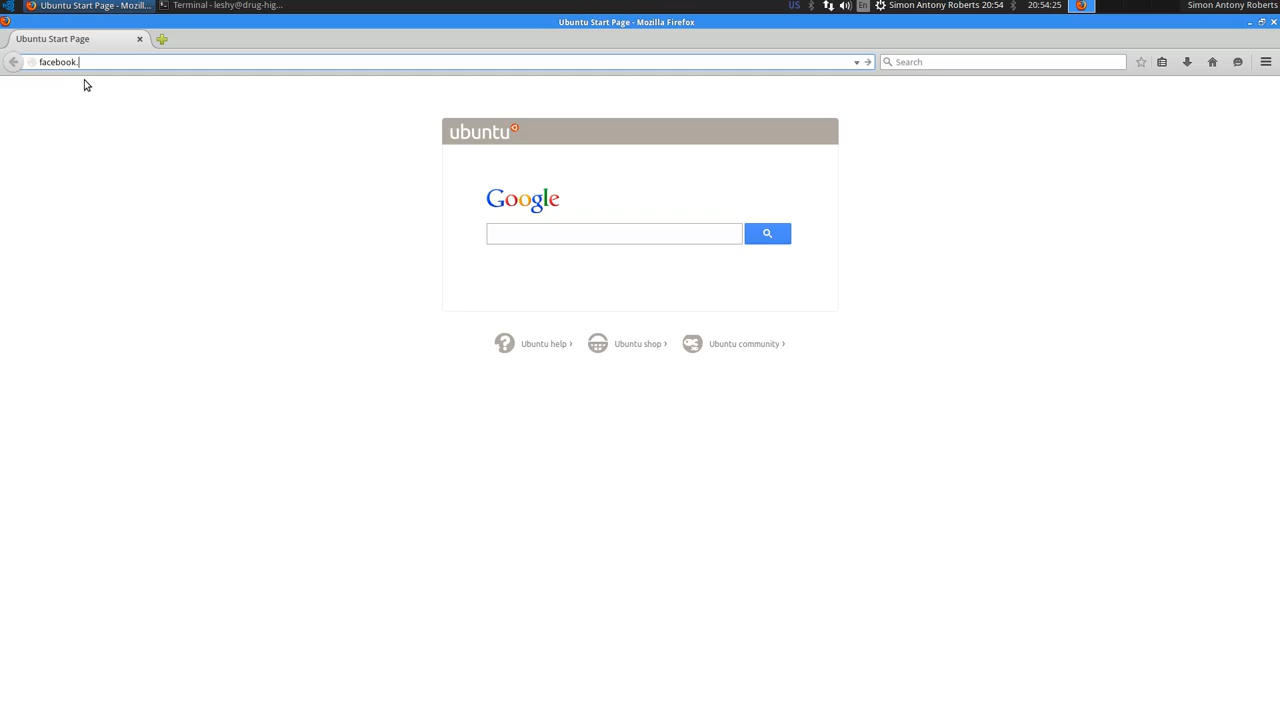 Ubuntu Start Page - Mozill...
Terminal - leshy@drug-hig...
US
En
Simon Antony Roberts 20:54
20:54:25
Simon Antony Roberts
Ubuntu Start Page - Mozilla Firefox
Ubuntu Start Page
facebook.
Search
ubuntu
Google
Ubuntu help ›
Ubuntu shop ›
Ubuntu community ›